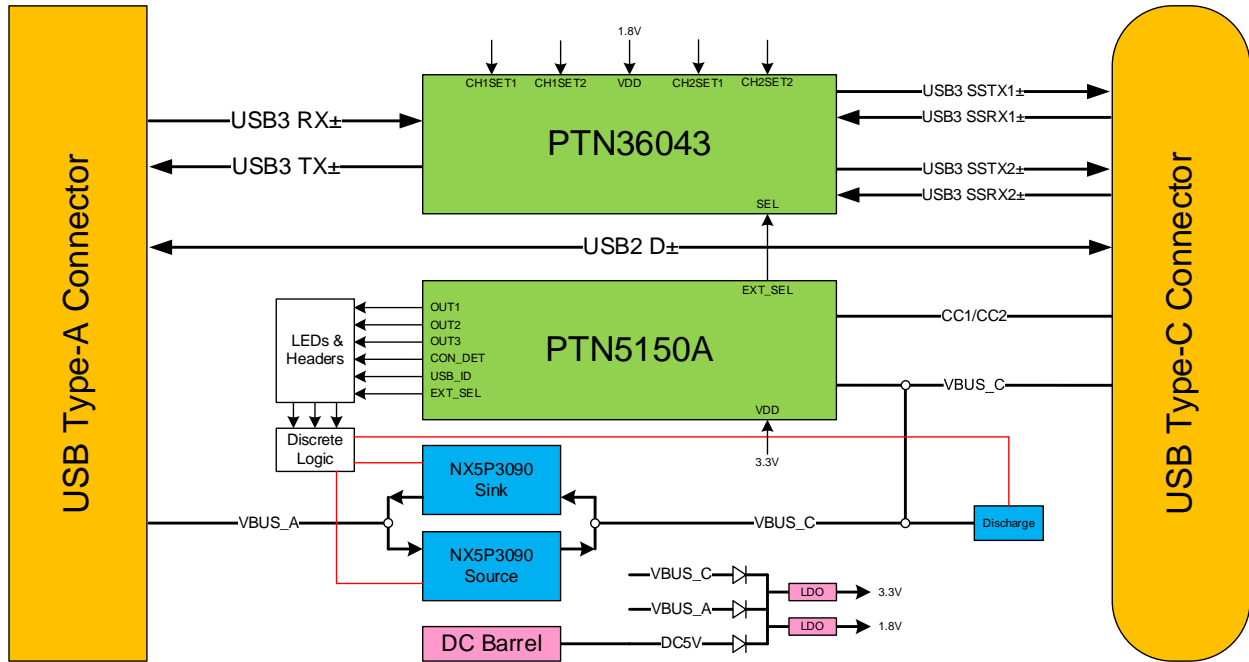 USB Type-A Connector
1.8V
CH1SET1
CH1SET2
VDD
CH2SET1
CH2SET2
PTN36043
SEL
USB3 RX±
USB3 TX±
USB3 SSTX1±
USB3 SSRX1±
USB3 SSTX2±
USB3 SSRX2±
USB2 D±
EXT_SEL
OUT1
OUT2
OUT3
CON_DET
USB_ID
EXT_SEL
PTN5150A
VDD
3.3V
LEDs &
Headers
Discrete
Logic
CC1/CC2
VBUS_C
NX5P3090
Sink
NX5P3090
Source
VBUS_A
VBUS_C
Discharge
VBUS_C
VBUS_A
DC Barrel
DC5V
LDO
3.3V
LDO
1.8V
USB Type-C Connector